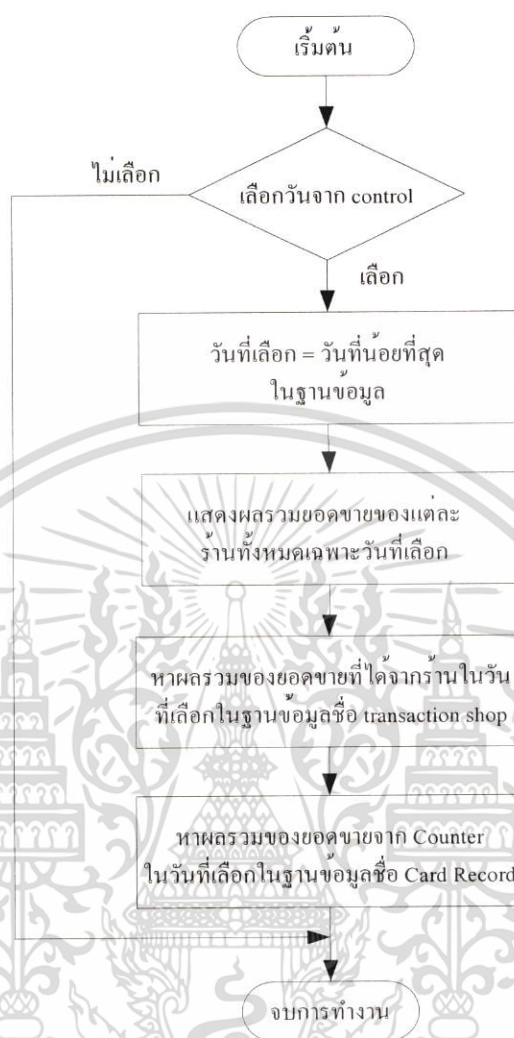 เริ่มต้น
ไม่เลือก
เลือกวันจาก control
เลือก
วันที่เลือก = วันที่น้อยที่สุด
ในฐานข้อมูล
แสดงผลรวมยอดขายของแต่ละ
ร้านทั้งหมดเฉพาะวันที่เลือก
หาผลรวมของยอดขายที่ได้จากร้านในวัน
ที่เลือกในฐานข้อมูลชื่อ transaction shop
หาผลรวมของยอดขายจาก Counter
ในวันที่เลือกในฐานข้อมูลชื่อ Card Record
จบการทำงาน